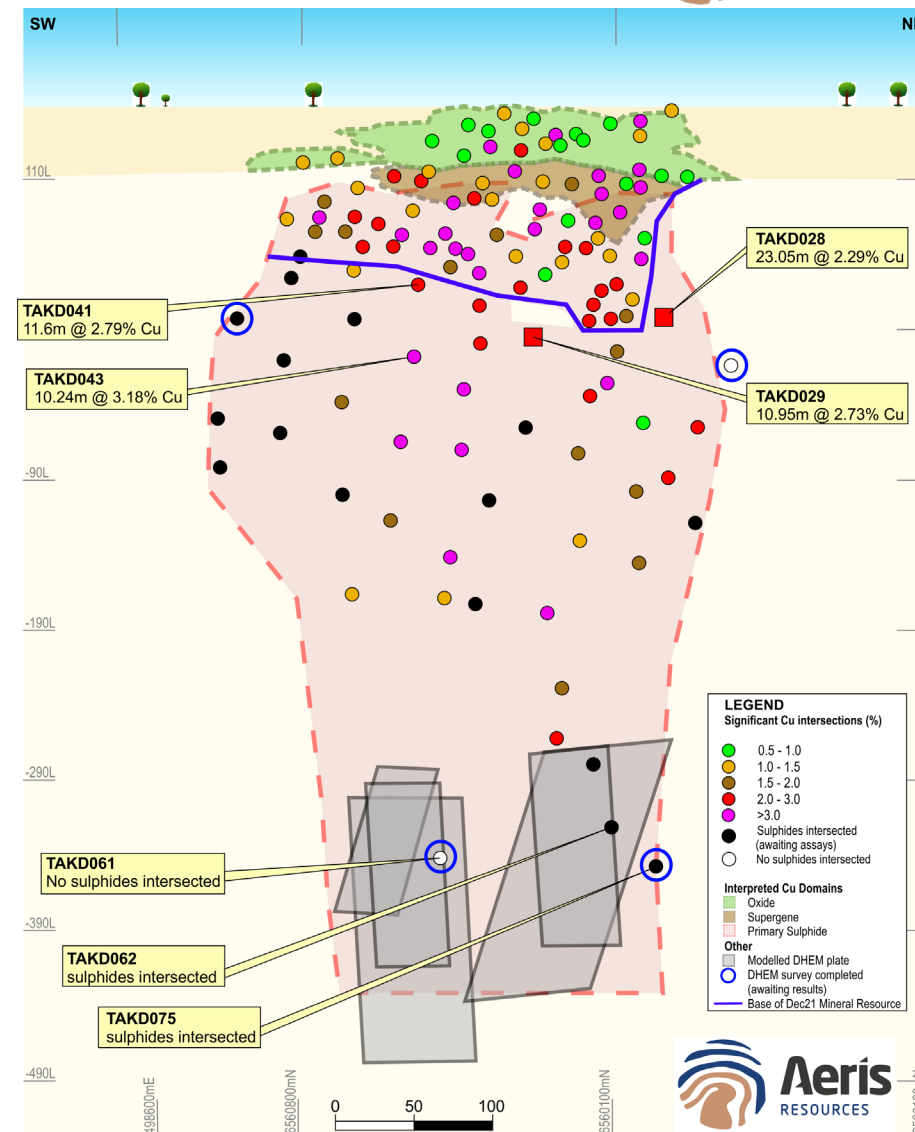 SW
110L
TAKD028
23.05m @ 2.29% Cu
TAKD041
11.6m @ 2.79% Cu
TAKD043
10.24m @ 3.18% Cu
TAKD029
10.95m @ 2.73% Cu
-90L
-190L
LEGEND
Significant Cu intersections (%)
0.5 - 1.0
1.0 - 1.5
1.5 - 2.0
2.0 - 3.0
>3.0
Sulphides intersected
(awaiting assays)
No sulphides intersected
Interpreted Cu Domains
Oxide
Supergene
Primary Sulphide
Other
Modelled DHEM plate
DHEM survey completed
(awaiting results)
Base of Dec21 Mineral Resource
-290L
TAKD061
No sulphides intersected
-390L
TAKD062
sulphides intersected
TAKD075
sulphides intersected
-490L
498600mE
6560800mN
6560100mN
0 50 100
Aeris
RESOURCES